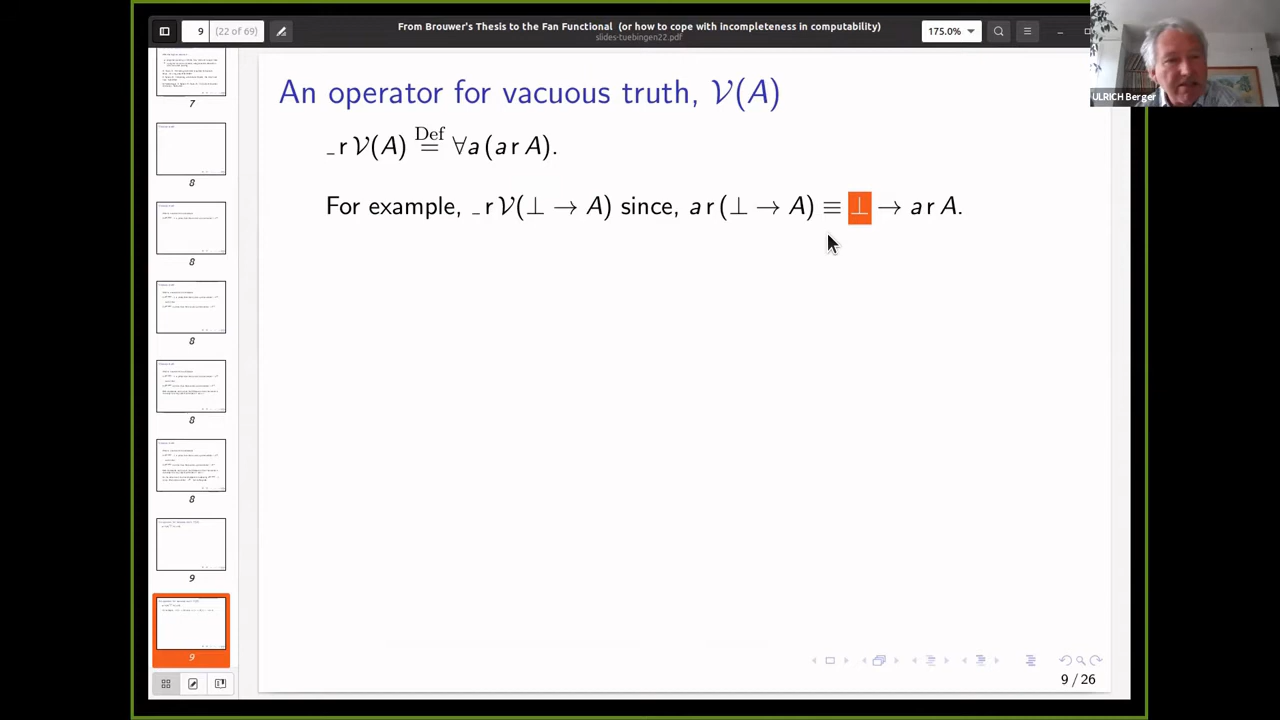 9 (22 of 69)
From Brouwer's Thesis to the Fan Functional (or how to copy with incompleteness in computability)
slides-tuebingen22.pdf
175.0%
ULRICH Berger
7
8
8
8
8
8
9
9
An operator for vacuous truth, 𝒱(A)
_ r 𝒱(A) Def= ∀a (a r A).
For example, _ r 𝒱(⊥ → A) since, a r (⊥ → A) ≡ ⊥ → a r A.
9 / 26